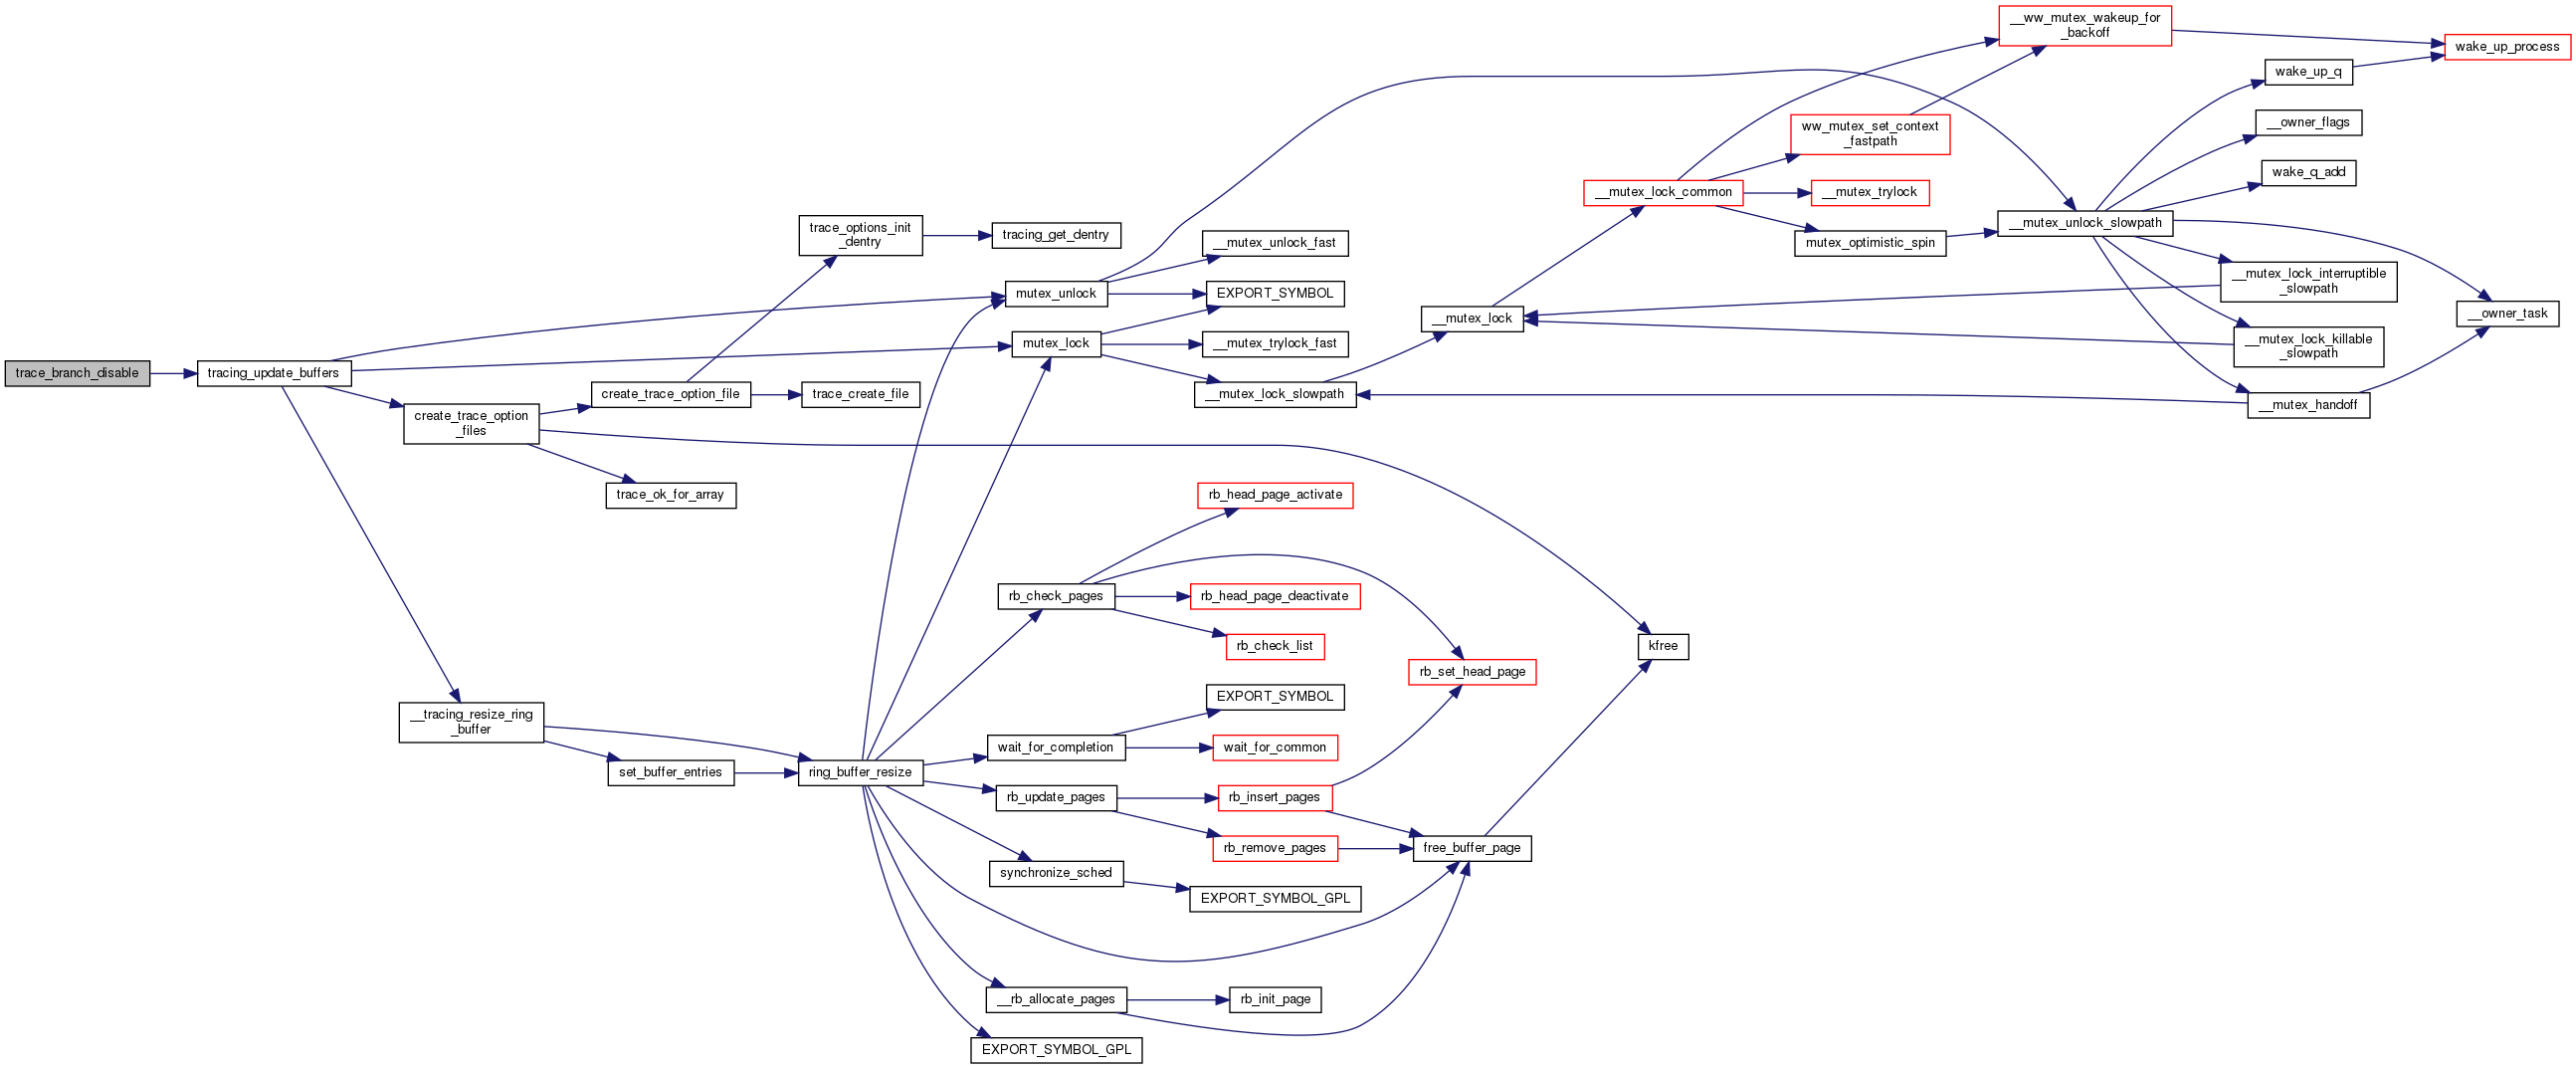 __ww_mutex_wakeup_for
_backoff
wake_up_process
wake_up_q
__owner_flags
ww_mutex_set_context
_fastpath
wake_q_add
__mutex_lock_common
__mutex_trylock
__mutex_unlock_slowpath
mutex_optimistic_spin
trace_options_init
_dentry
tracing_get_dentry
__mutex_unlock_fast
__mutex_lock_interruptible
_slowpath
mutex_unlock
EXPORT_SYMBOL
__owner_task
__mutex_lock
mutex_lock
__mutex_trylock_fast
__mutex_lock_killable
_slowpath
trace_branch_disable
tracing_update_buffers
create_trace_option_file
trace_create_file
__mutex_lock_slowpath
__mutex_handoff
create_trace_option
_files
trace_ok_for_array
rb_head_page_activate
rb_check_pages
rb_head_page_deactivate
rb_check_list
kfree
rb_set_head_page
EXPORT_SYMBOL
__tracing_resize_ring
_buffer
wait_for_completion
wait_for_common
set_buffer_entries
ring_buffer_resize
rb_update_pages
rb_insert_pages
rb_remove_pages
free_buffer_page
synchronize_sched
EXPORT_SYMBOL_GPL
__rb_allocate_pages
rb_init_page
EXPORT_SYMBOL_GPL